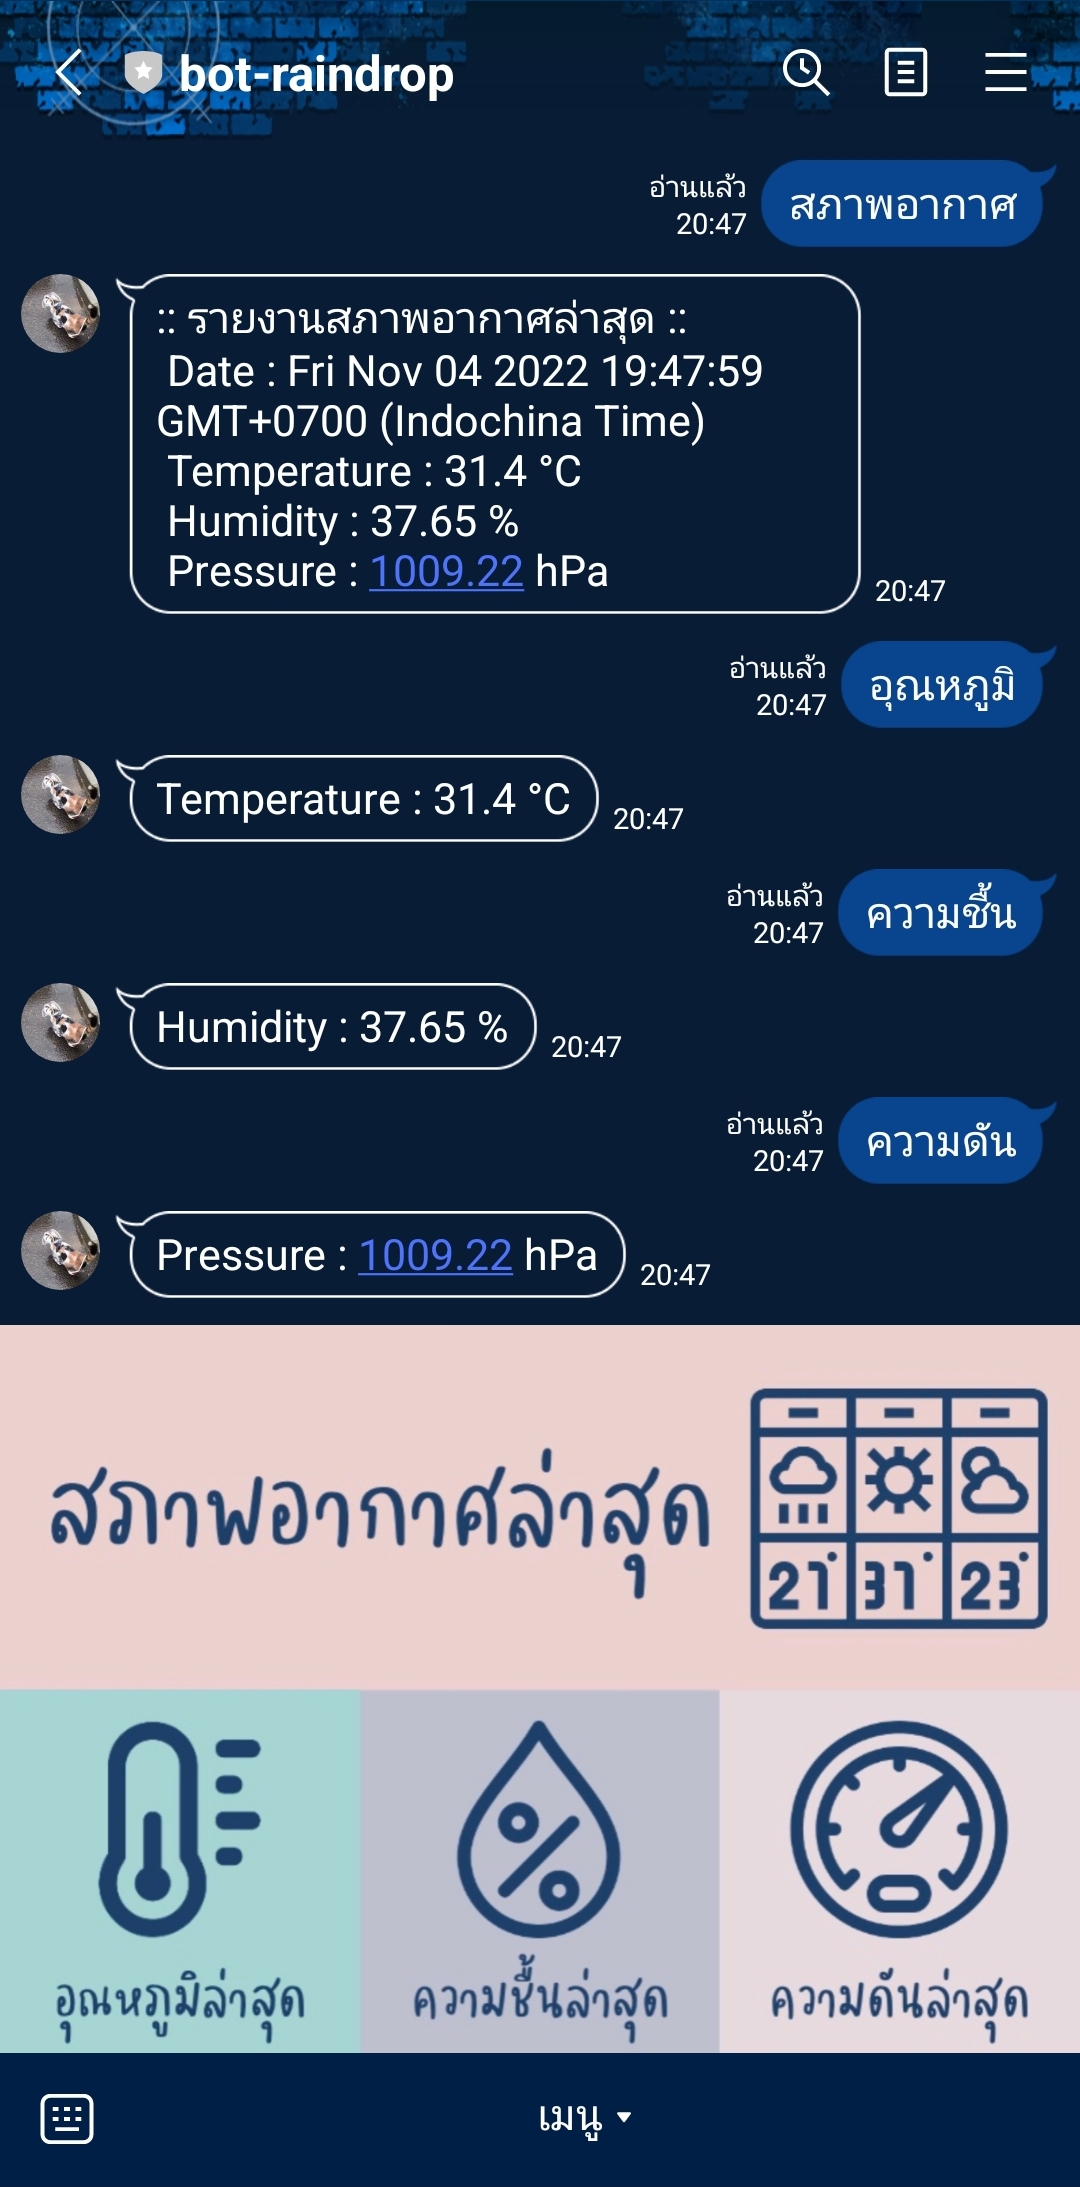 bot-raindrop
สภาพอากาศ
อ่านแล้ว
20:47
:: รายงานสภาพอากาศล่าสุด ::
Date : Fri Nov 04 2022 19:47:59
GMT+0700 (Indochina Time)
Temperature : 31.4 °C
Humidity : 37.65 %
Pressure : 1009.22 hPa
20:47
อุณหภูมิ
อ่านแล้ว
20:47
Temperature : 31.4 °C
20:47
ความชื้น
อ่านแล้ว
20:47
Humidity : 37.65 %
20:47
ความดัน
อ่านแล้ว
20:47
Pressure : 1009.22 hPa
20:47
สภาพอากาศล่าสุด
21° 31° 23°
อุณหภูมิล่าสุด
ความชื้นล่าสุด
ความดันล่าสุด
เมนู